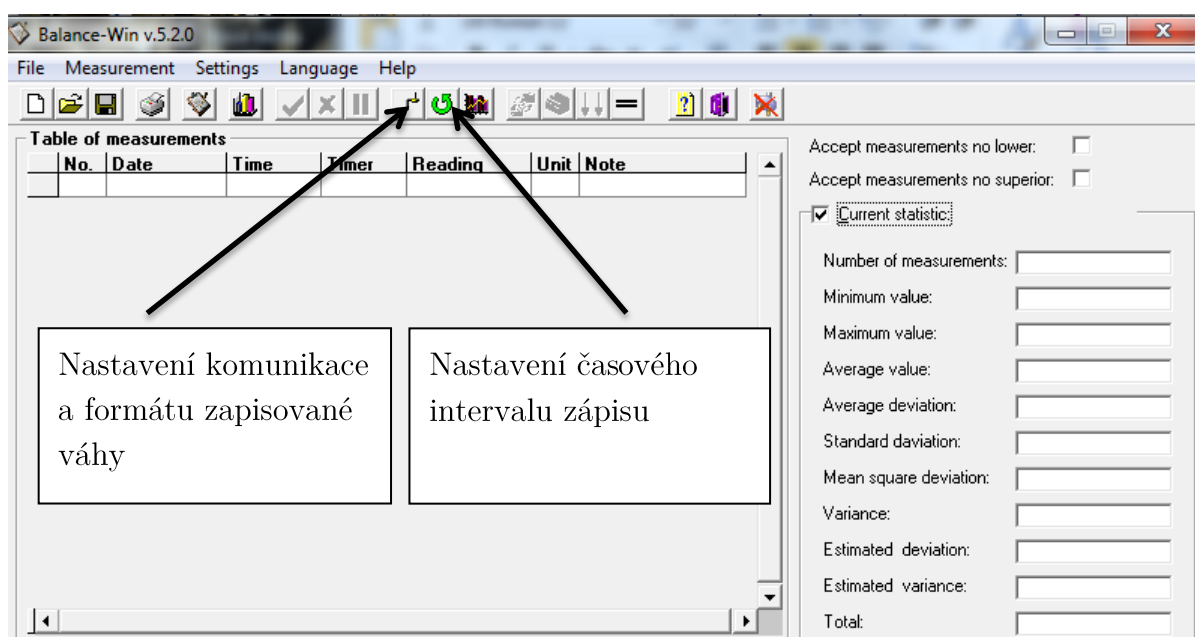 Balance-Win v.5.2.0
File Measurement Settings Language Help
Table of measurements
No. Date Time Timer Reading Unit Note
Nastavení komunikace
a formátu zapisované
váhy
Nastavení časového
intervalu zápisu
Accept measurements no lower:
Accept measurements no superior:
Current statistic:
Number of measurements:
Minimum value:
Maximum value:
Average value:
Average deviation:
Standard daviation:
Mean square deviation:
Variance:
Estimated deviation:
Estimated variance:
Total: